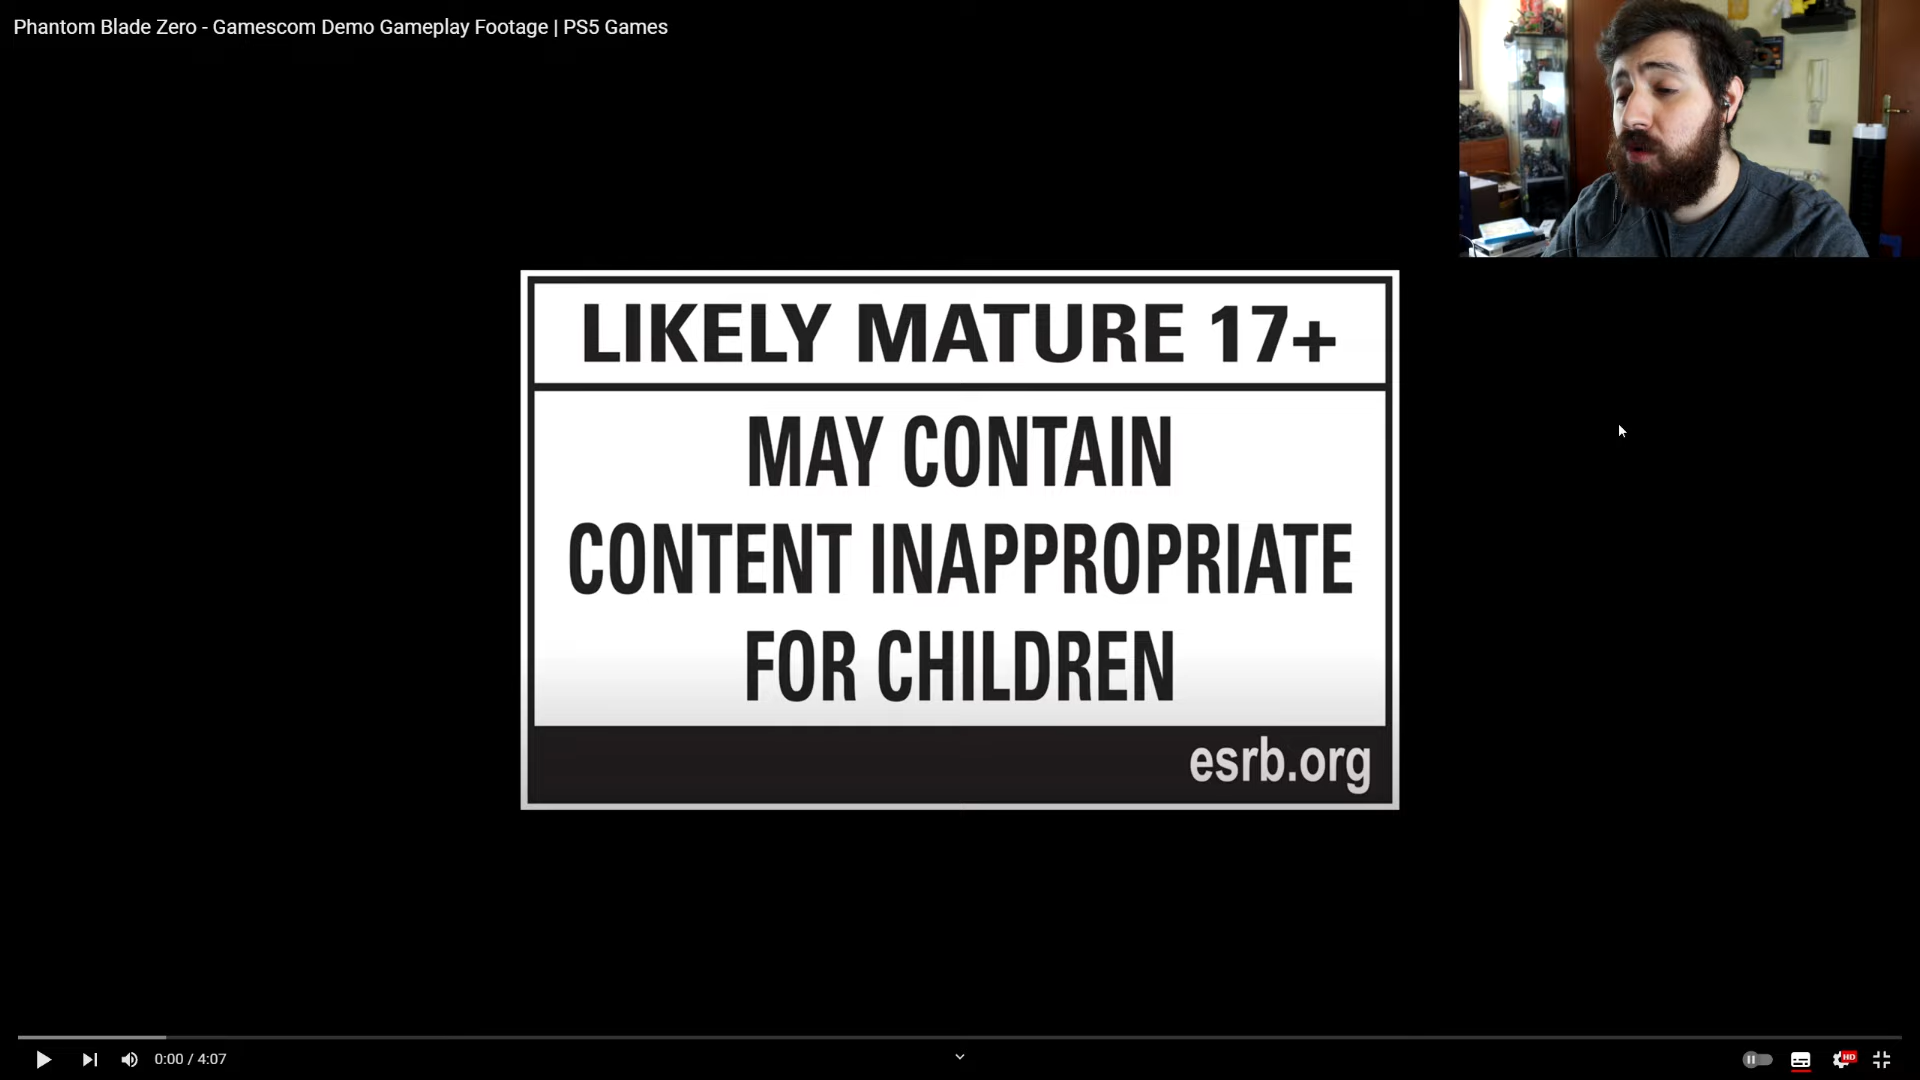 Phantom Blade Zero - Gamescom Demo Gameplay Footage | PS5 Games
LIKELY MATURE 17+
MAY CONTAIN
CONTENT INAPPROPRIATE
FOR CHILDREN
esrb.org
0:00 / 4:07
HD